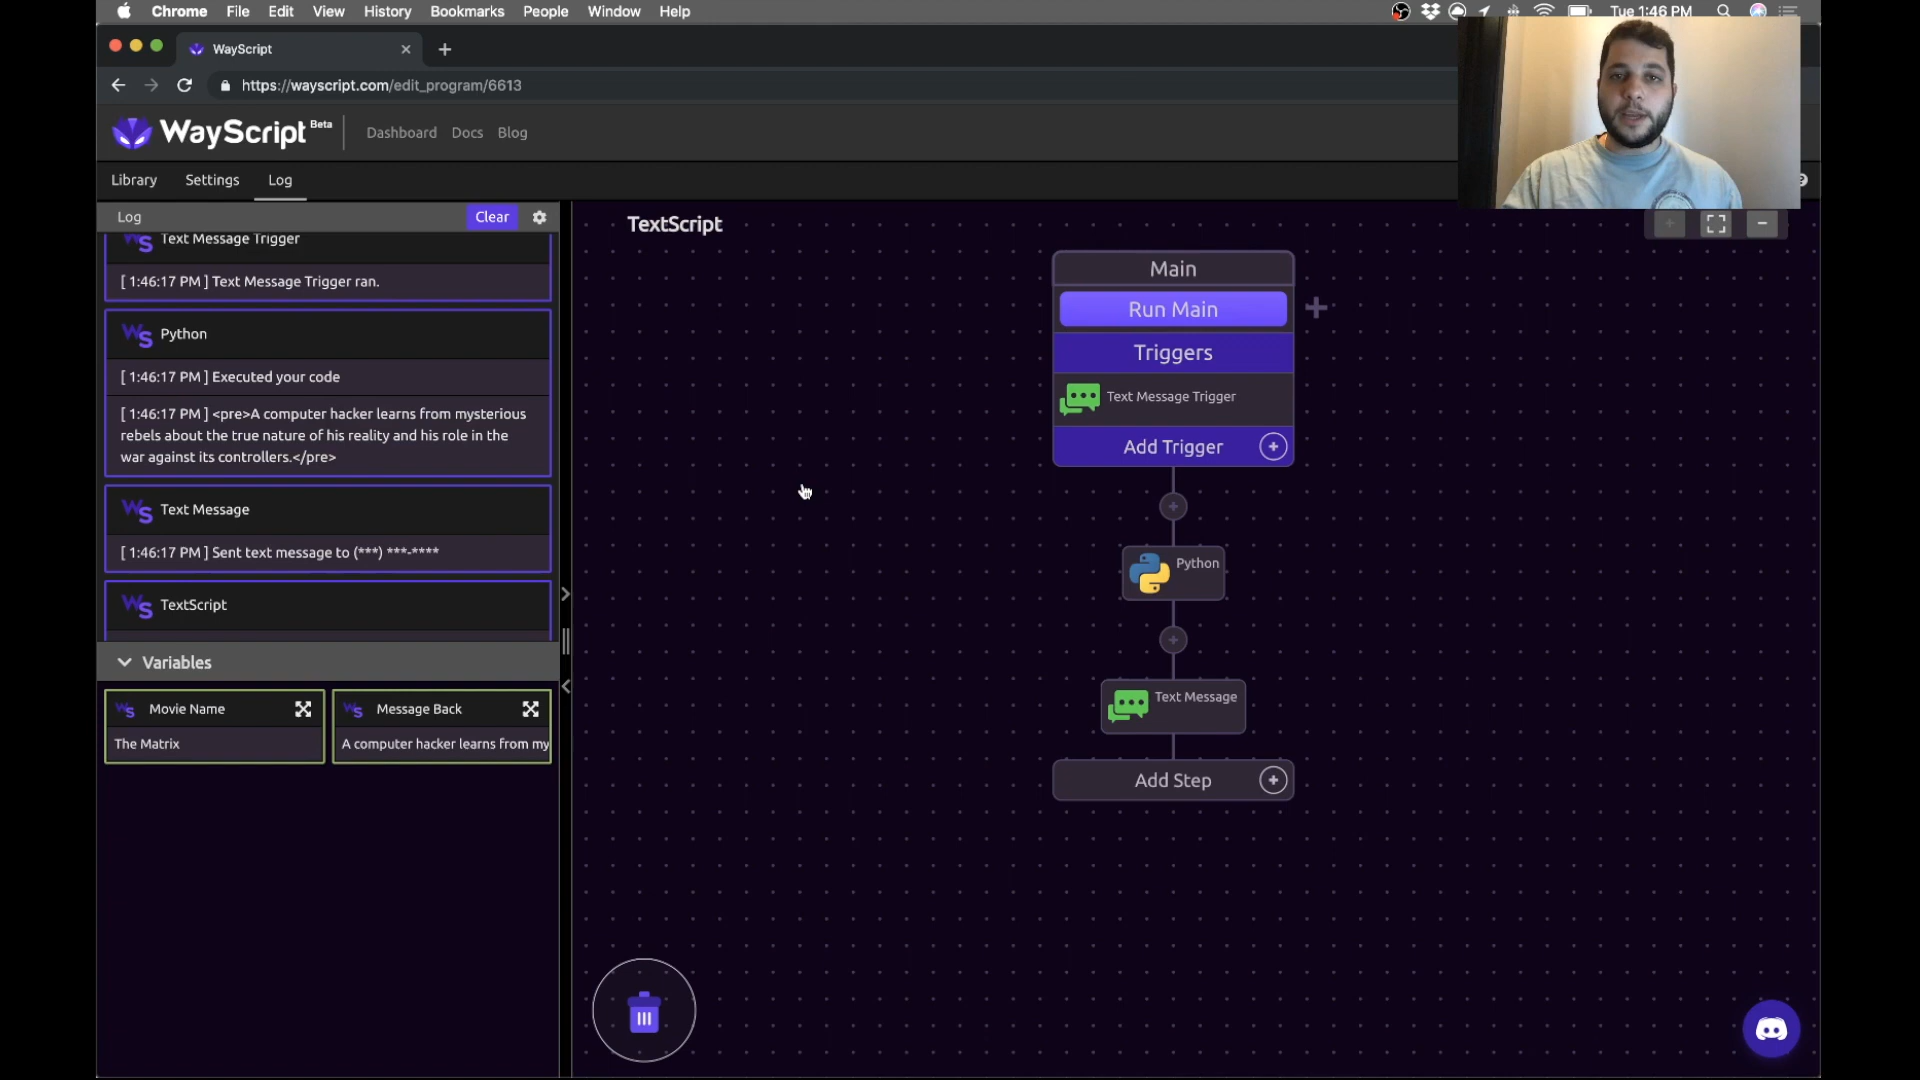 Chrome File Edit View History Bookmarks People Window Help
Tue 1:46 PM
WayScript
https://wayscript.com/edit_program/6613
WayScript Beta
Dashboard Docs Blog
Library Settings Log
Log
Clear
TextScript
Text Message Trigger
[ 1:46:17 PM ] Text Message Trigger ran.
Python
[ 1:46:17 PM ] Executed your code
[ 1:46:17 PM ] <pre>A computer hacker learns from mysterious
rebels about the true nature of his reality and his role in the
war against its controllers.</pre>
Text Message
[ 1:46:17 PM ] Sent text message to (***) ***-****
TextScript
Variables
Movie Name
The Matrix
Message Back
A computer hacker learns from my
Main
Run Main
Triggers
Text Message Trigger
Add Trigger
Python
Text Message
Add Step